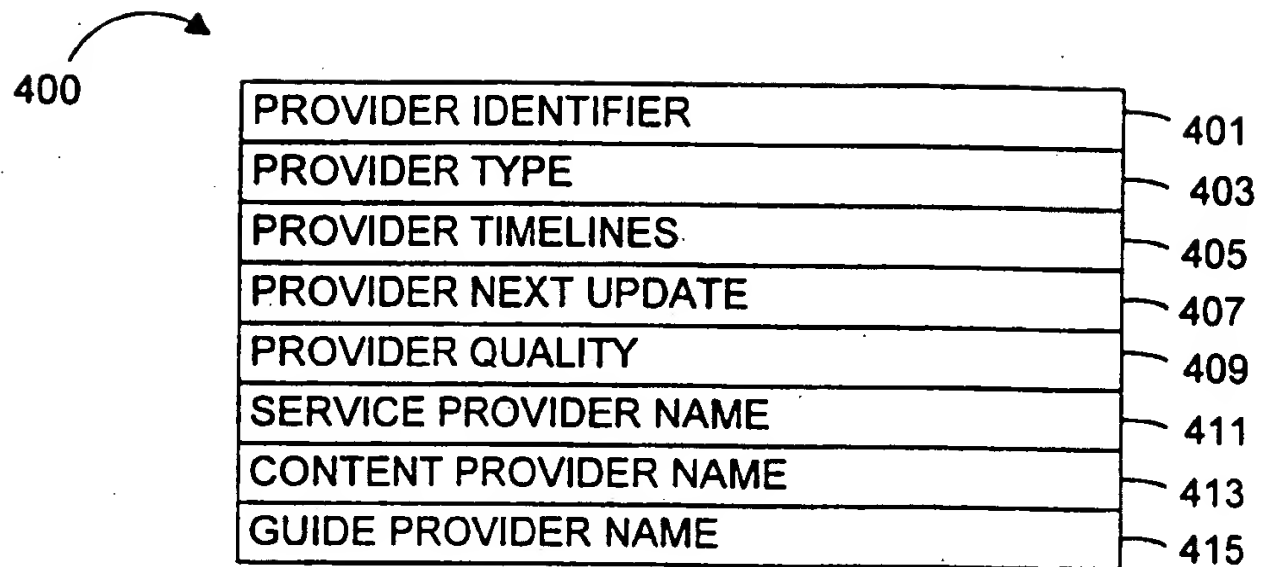 400
PROVIDER IDENTIFIER 401
PROVIDER TYPE 403
PROVIDER TIMELINES 405
PROVIDER NEXT UPDATE 407
PROVIDER QUALITY 409
SERVICE PROVIDER NAME 411
CONTENT PROVIDER NAME 413
GUIDE PROVIDER NAME 415